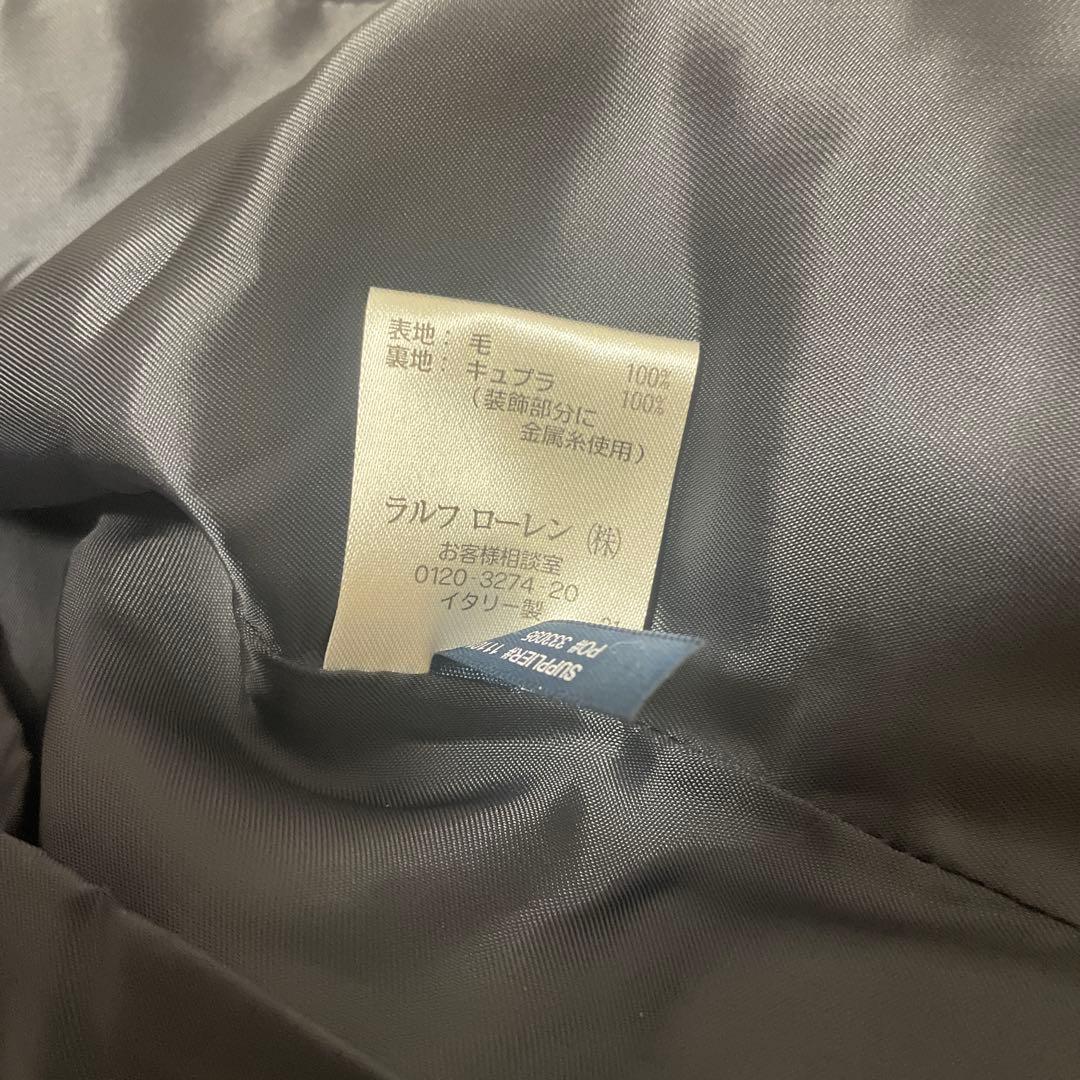 表地: 毛 100%
裏地: キュプラ 100%
(装飾部分に
金属糸使用)
ラルフ ローレン (株)
お客様相談室
0120-3274 20
イタリー製
SUPPLIER#
PO# 333095